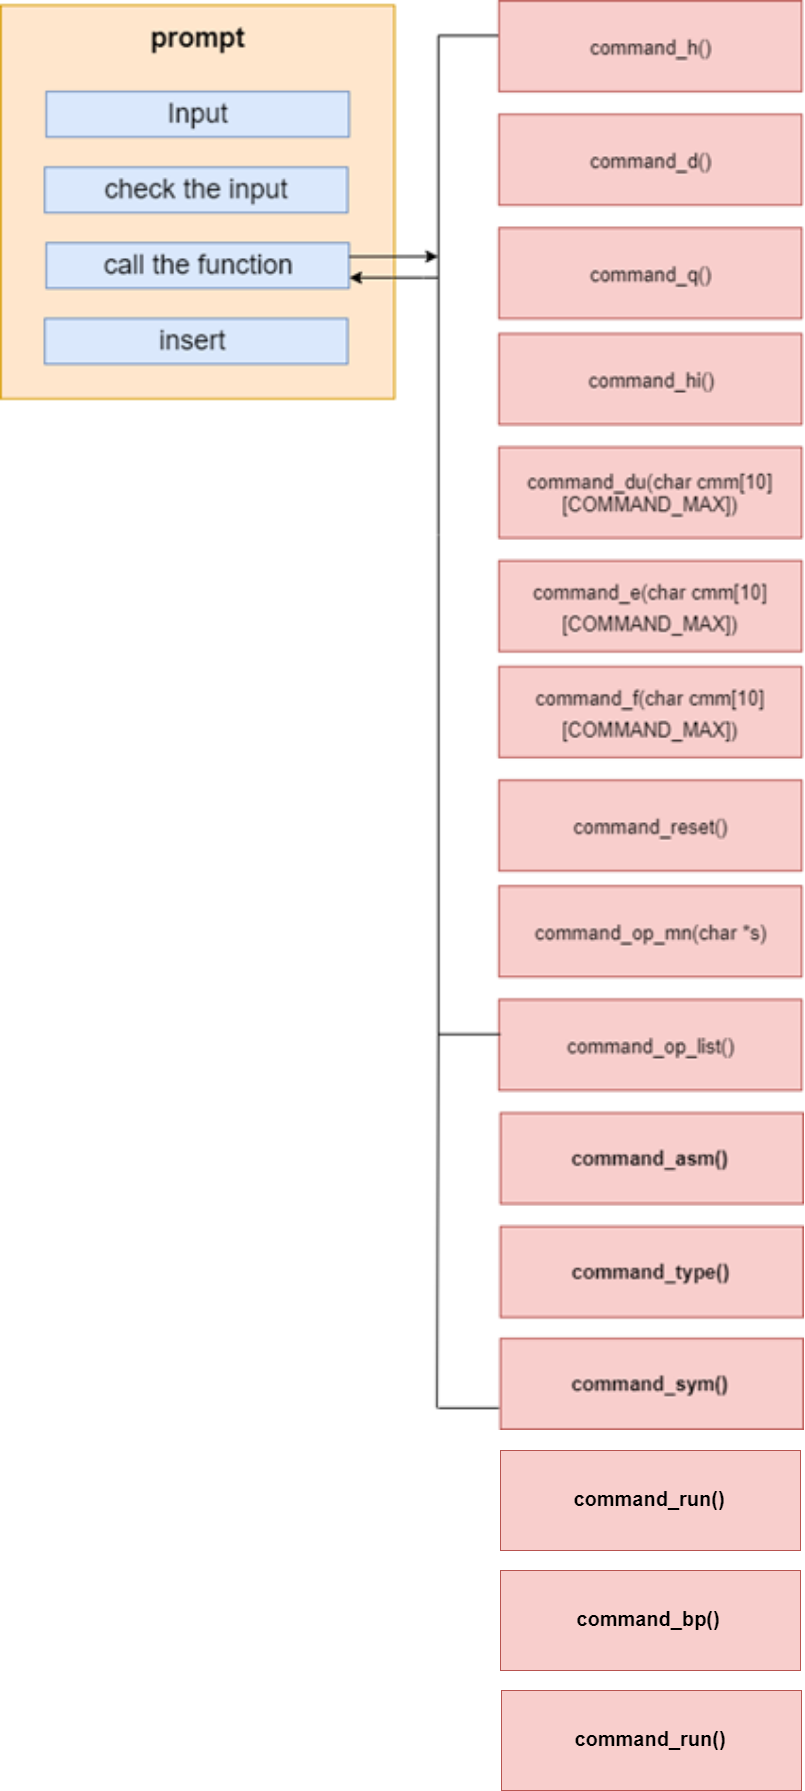 prompt
Input
check the input
call the function
insert
command_h()
command_d()
command_q()
command_hi()
command_du(char cmm[10]
[COMMAND_MAX])
command_e(char cmm[10]
[COMMAND_MAX])
command_f(char cmm[10]
[COMMAND_MAX])
command_reset()
command_op_mn(char *s)
command_op_list()
command_asm()
command_type()
command_sym()
command_run()
command_bp()
command_run()